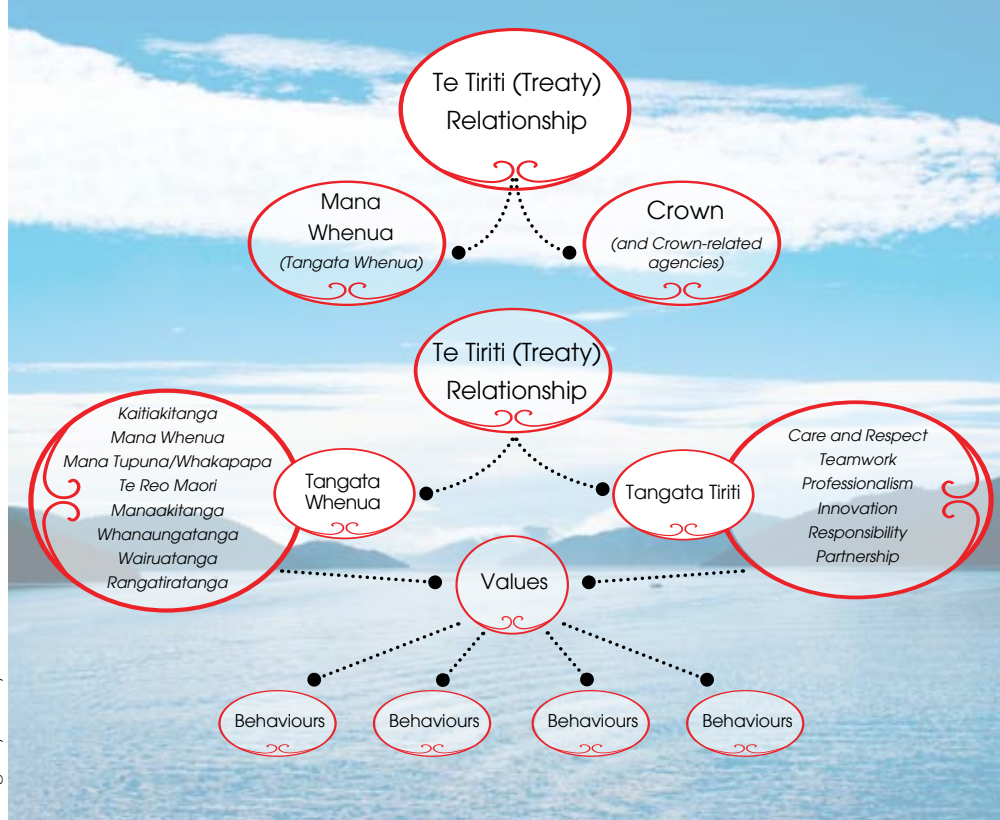 Te Tiriti (Treaty)
Relationship
Mana
Whenua
(Tangata Whenua)
Crown
(and Crown-related
agencies)
Te Tiriti (Treaty)
Relationship
Kaitiakitanga
Mana Whenua
Mana Tupuna/Whakapapa
Te Reo Maori
Manaakitanga
Whanaungatanga
Wairuatanga
Rangatiratanga
Tangata
Whenua
Tangata Tiriti
Care and Respect
Teamwork
Professionalism
Innovation
Responsibility
Partnership
Values
Behaviours
Behaviours
Behaviours
Behaviours